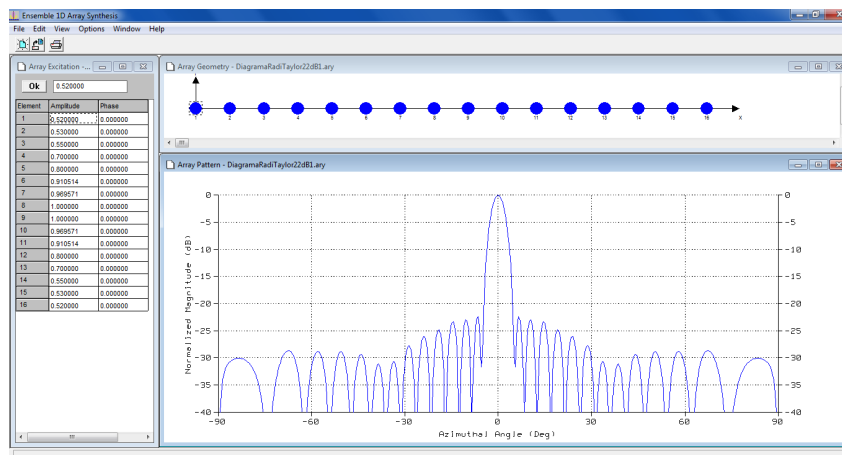 Ensemble 1D Array Synthesis
File Edit View Options Window Help
Array Excitation -...
Ok 0.520000
Element Amplitude Phase
1 0.520000 0.000000
2 0.530000 0.000000
3 0.550000 0.000000
4 0.700000 0.000000
5 0.800000 0.000000
6 0.910514 0.000000
7 0.969571 0.000000
8 1.000000 0.000000
9 1.000000 0.000000
10 0.969571 0.000000
11 0.910514 0.000000
12 0.800000 0.000000
13 0.700000 0.000000
14 0.550000 0.000000
15 0.530000 0.000000
16 0.520000 0.000000
Array Geometry - DiagramaRadiTaylor22dB1.ary
1 2 3 4 5 6 7 8 9 10 11 12 13 14 15 16 X
Array Pattern - DiagramaRadiTaylor22dB1.ary
Normalized Magnitude (dB)
0 0
-5 -5
-10 -10
-15 -15
-20 -20
-25 -25
-30 -30
-35 -35
-40 -40
-90 -60 -30 0 30 60 90
Azimuthal Angle (Deg)